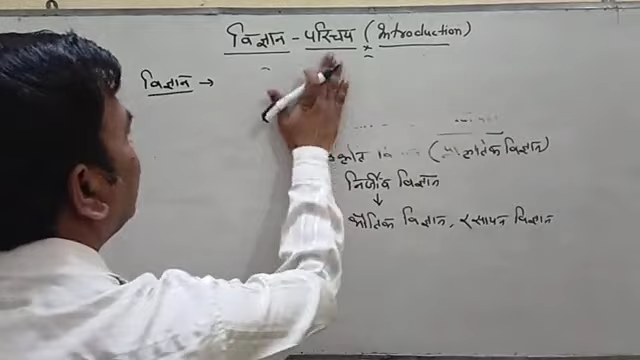 विज्ञान - परिचय (Introduction)
विज्ञान →
विज्ञान)
निर्जीव विज्ञान
↓
भौतिक विज्ञान, रसायन विज्ञान